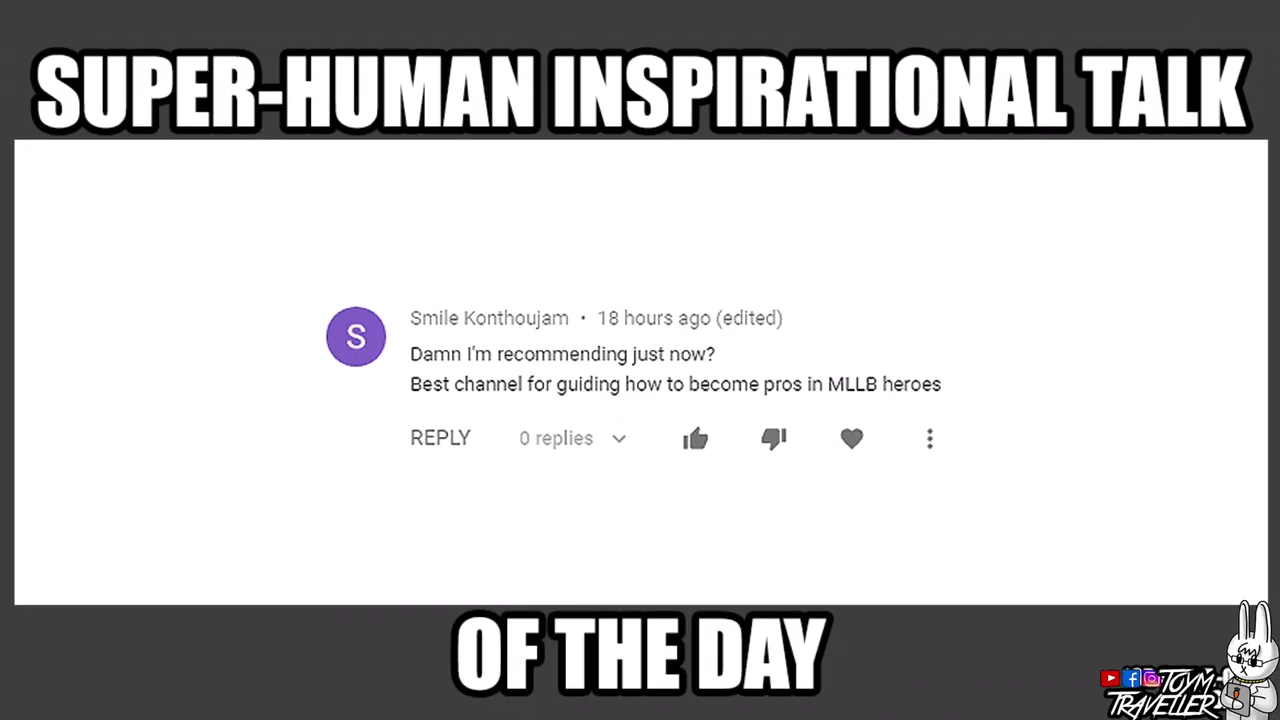 SUPER-HUMAN INSPIRATIONAL TALK
S
Smile Konthoujam • 18 hours ago (edited)
Damn I'm recommending just now?
Best channel for guiding how to become pros in MLLB heroes
REPLY 0 replies
OF THE DAY
TOYM
TRAVELLER